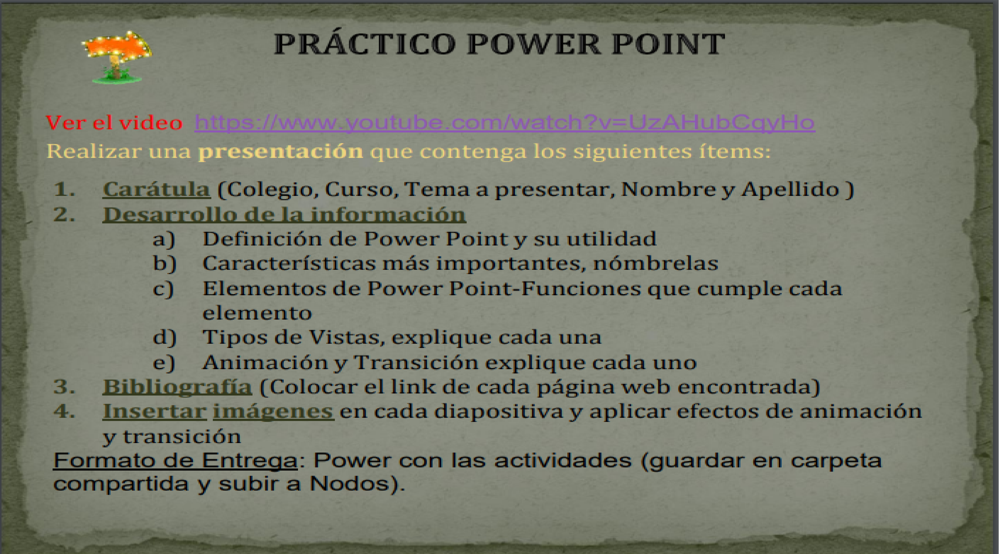 PRÁCTICO POWER POINT
Ver el video https://www.youtube.com/watch?v=UzAHubCqyHo
Realizar una presentación que contenga los siguientes ítems:
1. Carátula (Colegio, Curso, Tema a presentar, Nombre y Apellido )
2. Desarrollo de la información
a) Definición de Power Point y su utilidad
b) Características más importantes, nómbrelas
c) Elementos de Power Point-Funciones que cumple cada
elemento
d) Tipos de Vistas, explique cada una
e) Animación y Transición explique cada uno
3. Bibliografía (Colocar el link de cada página web encontrada)
4. Insertar imágenes en cada diapositiva y aplicar efectos de animación
y transición
Formato de Entrega: Power con las actividades (guardar en carpeta
compartida y subir a Nodos).